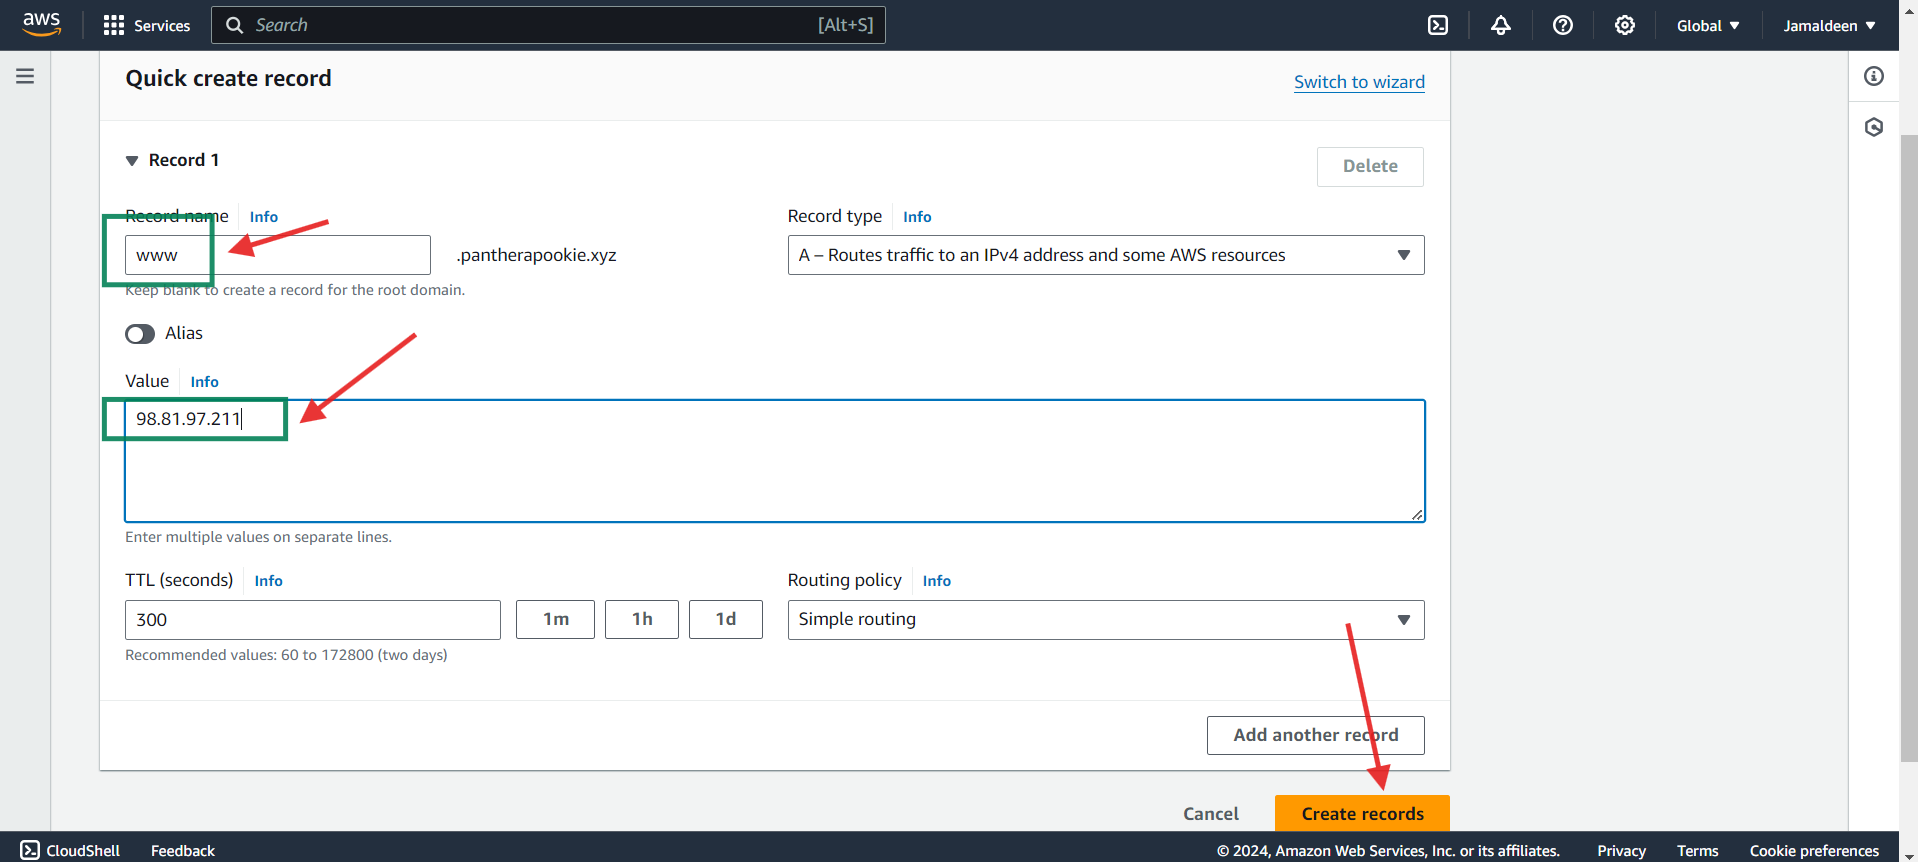 aws
Services
Search
[Alt+S]
Global
Jamaldeen
Quick create record
Switch to wizard
Record 1
Delete
Record name
Info
Record type
Info
www
.pantherapookie.xyz
A – Routes traffic to an IPv4 address and some AWS resources
Keep blank to create a record for the root domain.
Alias
Value
Info
98.81.97.211
Enter multiple values on separate lines.
TTL (seconds)
Info
Routing policy
Info
300
1m
1h
1d
Simple routing
Recommended values: 60 to 172800 (two days)
Add another record
Cancel
Create records
CloudShell
Feedback
© 2024, Amazon Web Services, Inc. or its affiliates.
Privacy
Terms
Cookie preferences